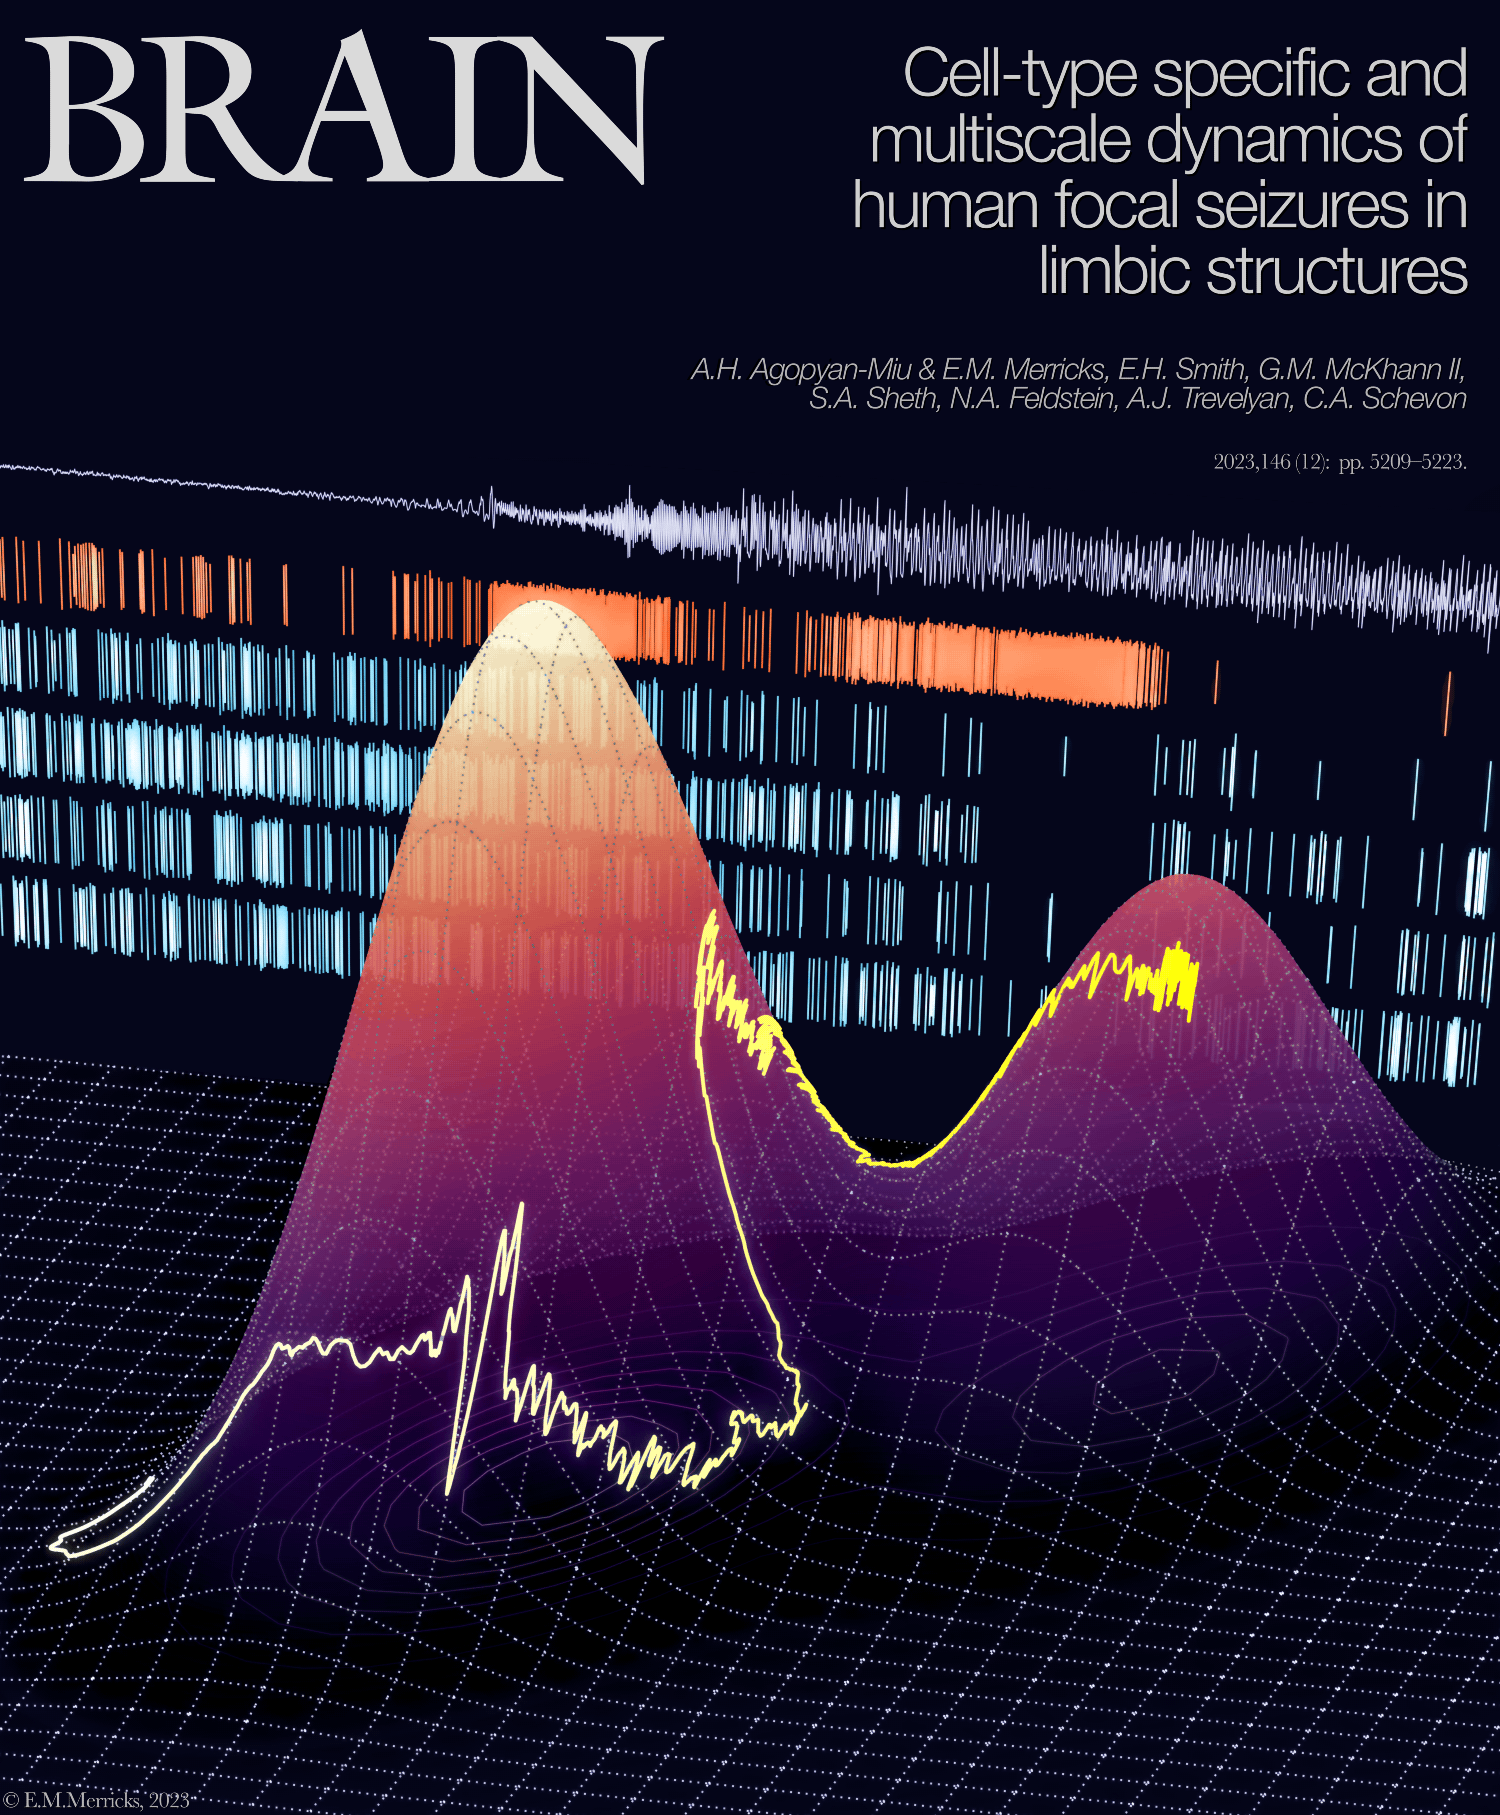 BRAIN
Cell-type specific and
multiscale dynamics of
human focal seizures in
limbic structures
A.H. Agopyan-Miu & E.M. Merricks, E.H. Smith, G.M. McKhann II,
S.A. Sheth, N.A. Feldstein, A.J. Trevelyan, C.A. Schevon
2023,146 (12): pp. 5209–5223.
© E.M.Merricks, 2023